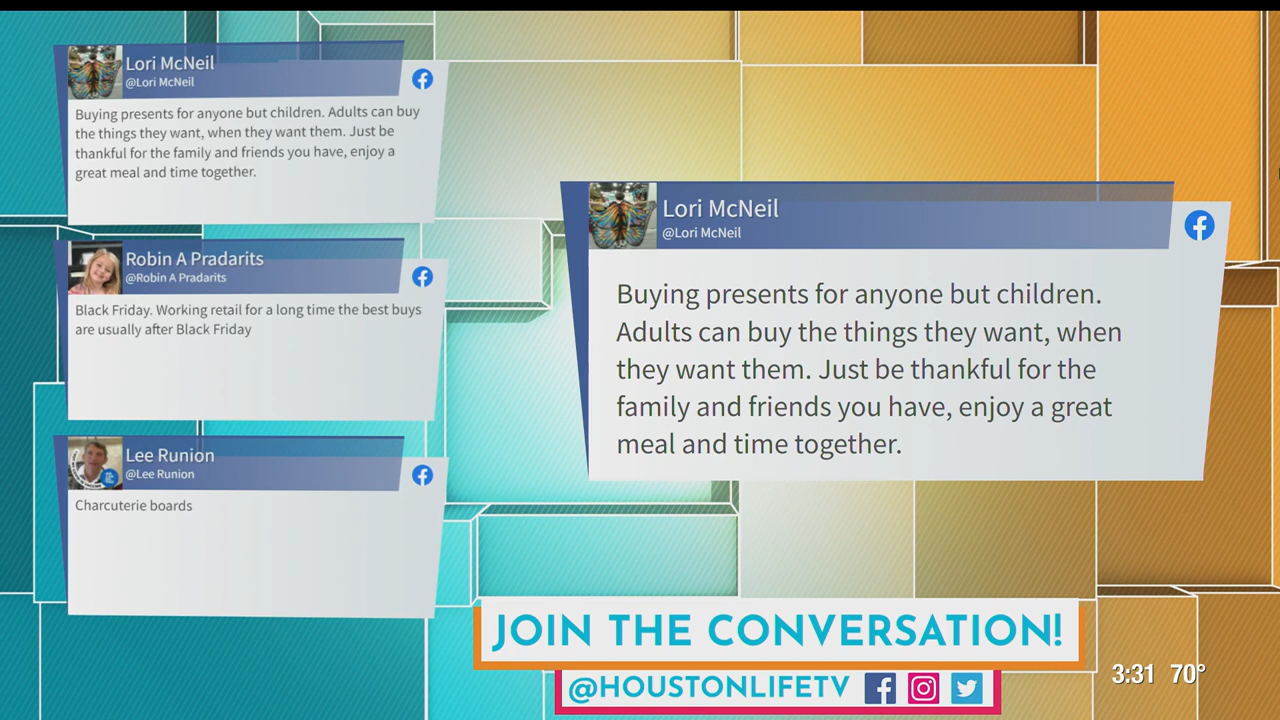 Lori McNeil
@Lori McNeil
Buying presents for anyone but children. Adults can buy
the things they want, when they want them. Just be
thankful for the family and friends you have, enjoy a
great meal and time together.
Robin A Pradarits
@Robin A Pradarits
Black Friday. Working retail for a long time the best buys
are usually after Black Friday
Lee Runion
@Lee Runion
Charcuterie boards
Lori McNeil
@Lori McNeil
Buying presents for anyone but children.
Adults can buy the things they want, when
they want them. Just be thankful for the
family and friends you have, enjoy a great
meal and time together.
JOIN THE CONVERSATION!
@HOUSTONLIFETV
3:31 70°